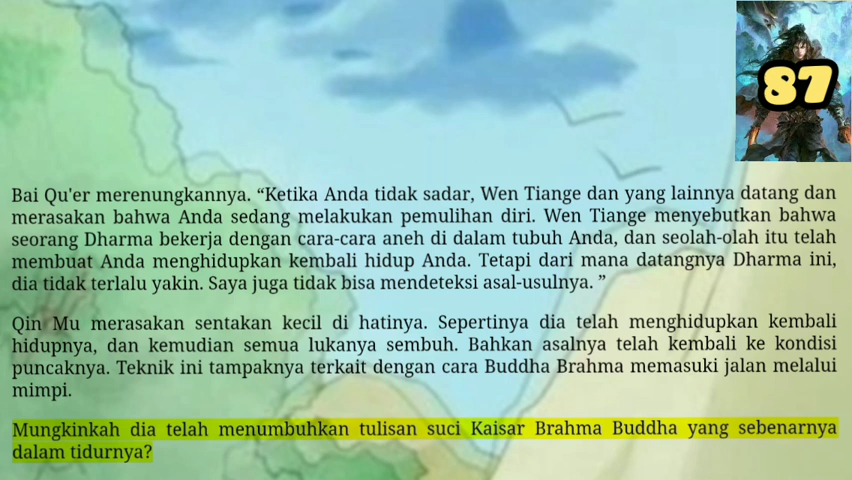 87
Bai Qu'er merenungkannya. “Ketika Anda tidak sadar, Wen Tiange dan yang lainnya datang dan
merasakan bahwa Anda sedang melakukan pemulihan diri. Wen Tiange menyebutkan bahwa
seorang Dharma bekerja dengan cara-cara aneh di dalam tubuh Anda, dan seolah-olah itu telah
membuat Anda menghidupkan kembali hidup Anda. Tetapi dari mana datangnya Dharma ini,
dia tidak terlalu yakin. Saya juga tidak bisa mendeteksi asal-usulnya. ”
Qin Mu merasakan sentakan kecil di hatinya. Sepertinya dia telah menghidupkan kembali
hidupnya, dan kemudian semua lukanya sembuh. Bahkan asalnya telah kembali ke kondisi
puncaknya. Teknik ini tampaknya terkait dengan cara Buddha Brahma memasuki jalan melalui
mimpi.
Mungkinkah dia telah menumbuhkan tulisan suci Kaisar Brahma Buddha yang sebenarnya
dalam tidurnya?